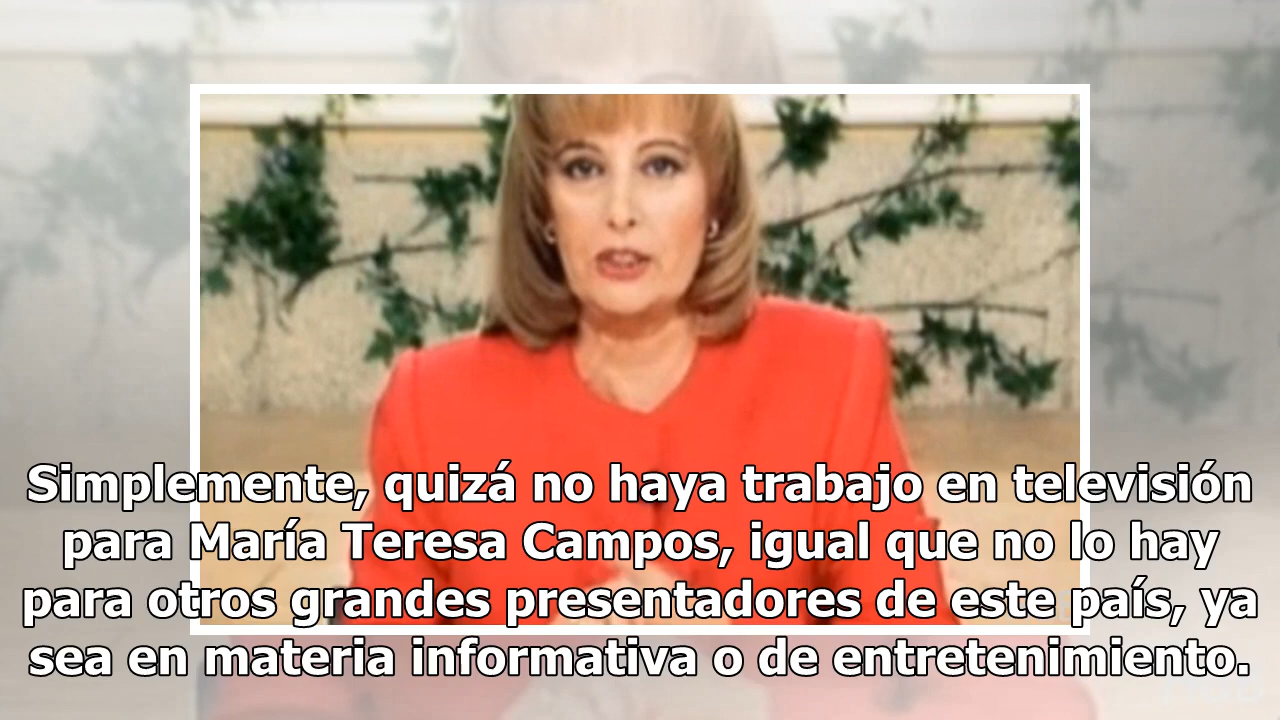 Simplemente, quizá no haya trabajo en televisión
para María Teresa Campos, igual que no lo hay
para otros grandes presentadores de este país, ya
sea en materia informativa o de entretenimiento.